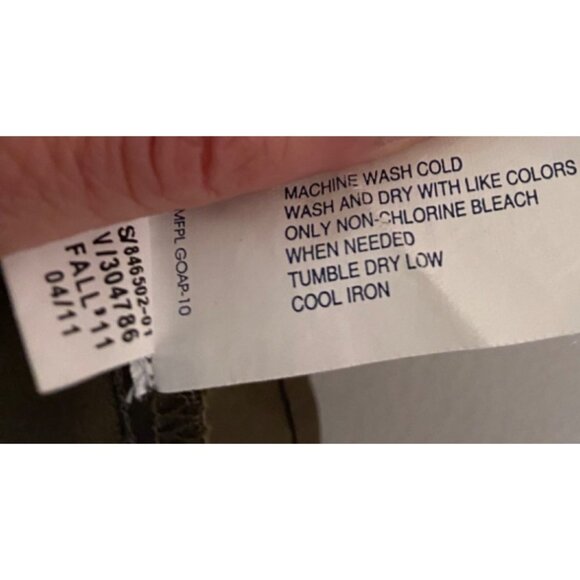 S/846502-01
V/304786
FALL'11
04/11
MFPL GOAP-10
MACHINE WASH COLD
WASH AND DRY WITH LIKE COLORS
ONLY NON-CHLORINE BLEACH
WHEN NEEDED
TUMBLE DRY LOW
COOL IRON